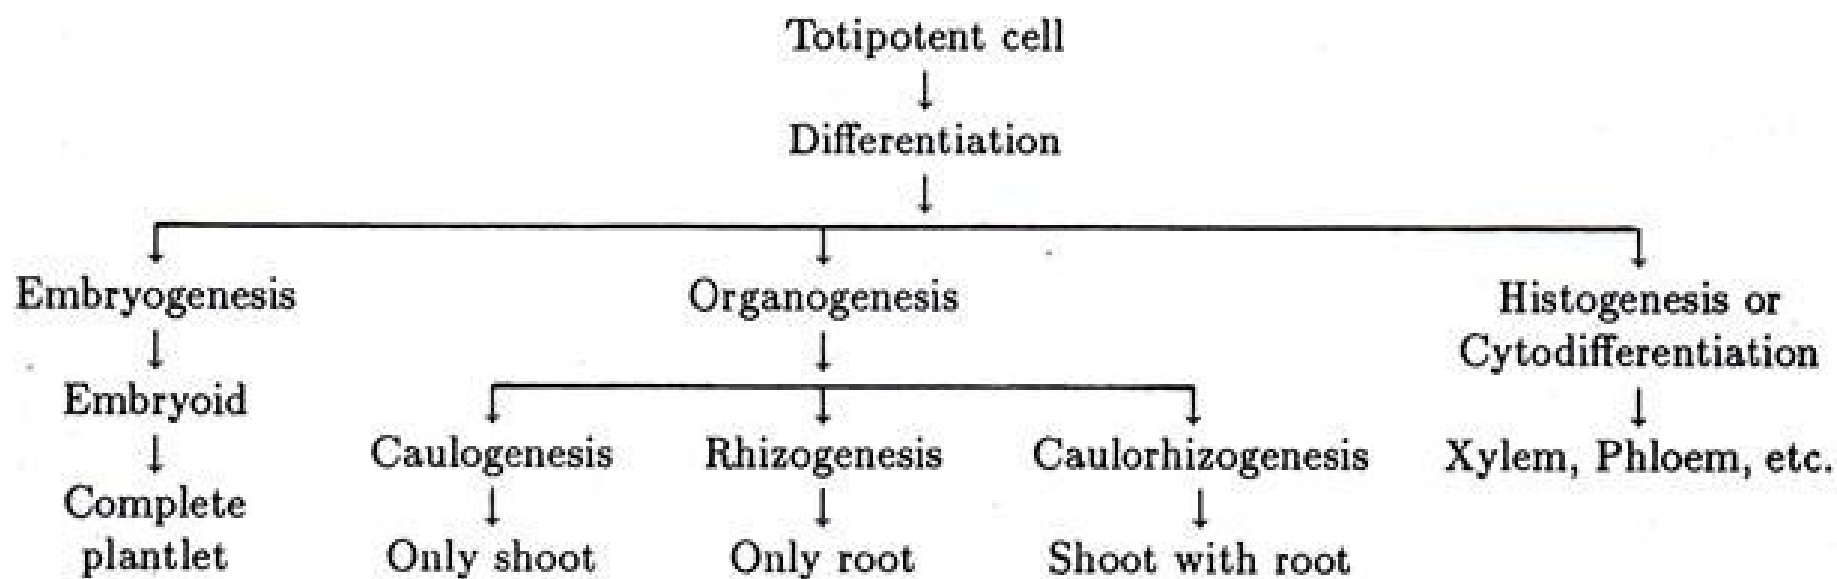 Totipotent cell
Differentiation
Embryogenesis
Organogenesis
Histogenesis or
Cytodifferentiation
Embryoid
Caulogenesis
Rhizogenesis
Caulorhizogenesis
Xylem, Phloem, etc.
Complete
plantlet
Only shoot
Only root
Shoot with root